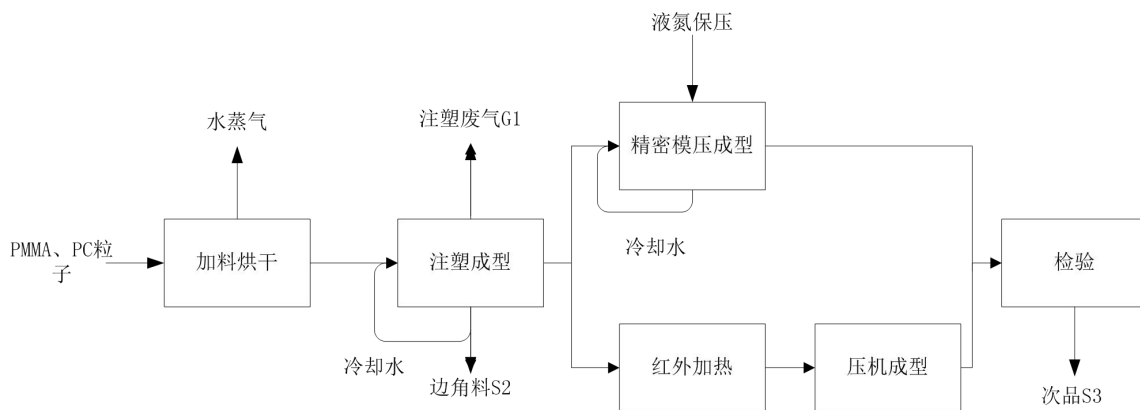 液氮保压
水蒸气
注塑废气G1
精密模压成型
冷却水
PMMA、PC粒
子
加料烘干
注塑成型
检验
冷却水
边角料S2
红外加热
压机成型
次品S3